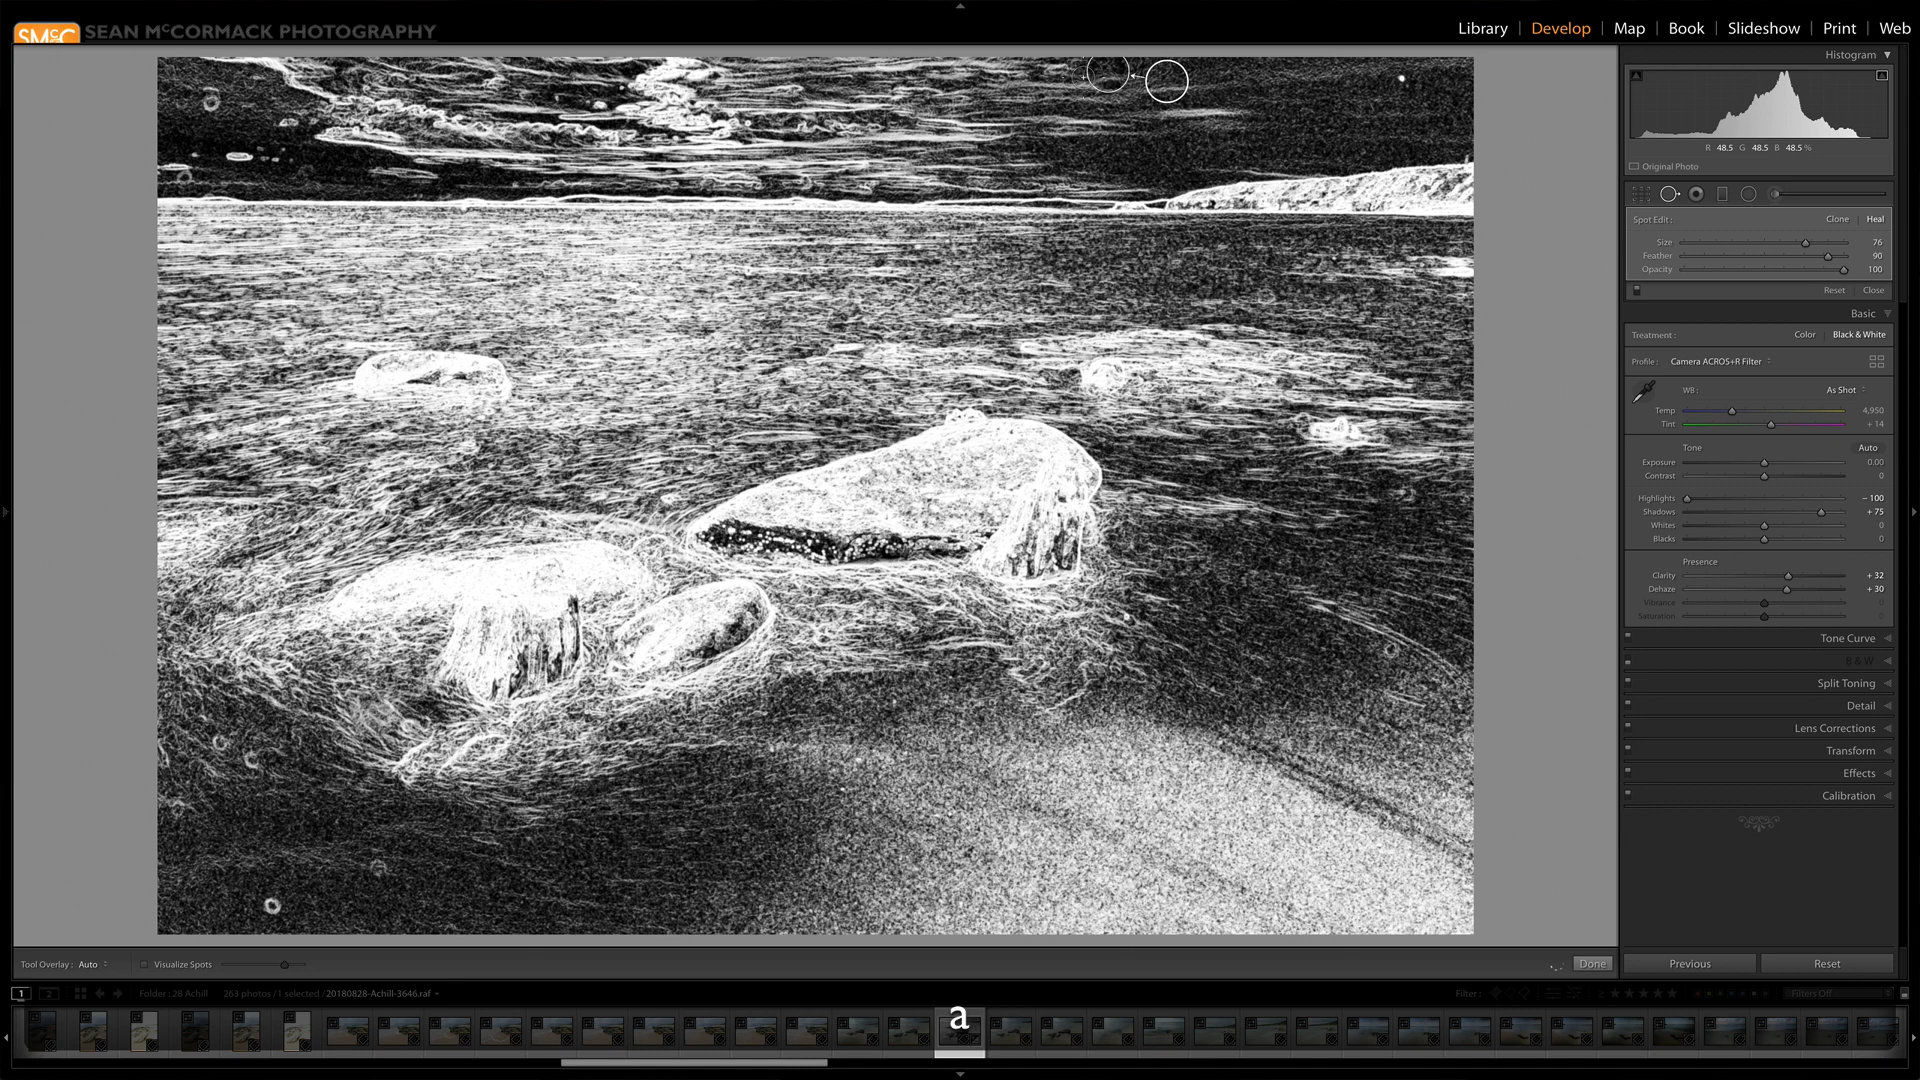 SMcC SEAN McCORMACK PHOTOGRAPHY
Library | Develop | Map | Book | Slideshow | Print | Web
Histogram
R 48.5 G 48.5 B 48.5 %
Original Photo
Spot Edit : Clone | Heal
Size 76
Feather 90
Opacity 100
Reset | Close
Basic
Treatment : Color | Black & White
Profile : Camera ACROS+R Filter
WB : As Shot
Temp 4,950
Tint + 14
Tone Auto
Exposure 0.00
Contrast 0
Highlights − 100
Shadows + 75
Whites 0
Blacks 0
Presence
Clarity + 32
Dehaze + 30
Vibrance 0
Saturation 0
Tone Curve
B & W
Split Toning
Detail
Lens Corrections
Transform
Effects
Calibration
Tool Overlay : Auto Visualize Spots Done
Previous Reset
1 2 Folder : 28 Achill 263 photos / 1 selected / 20180828-Achill-3646.raf Filter : Filters Off
a